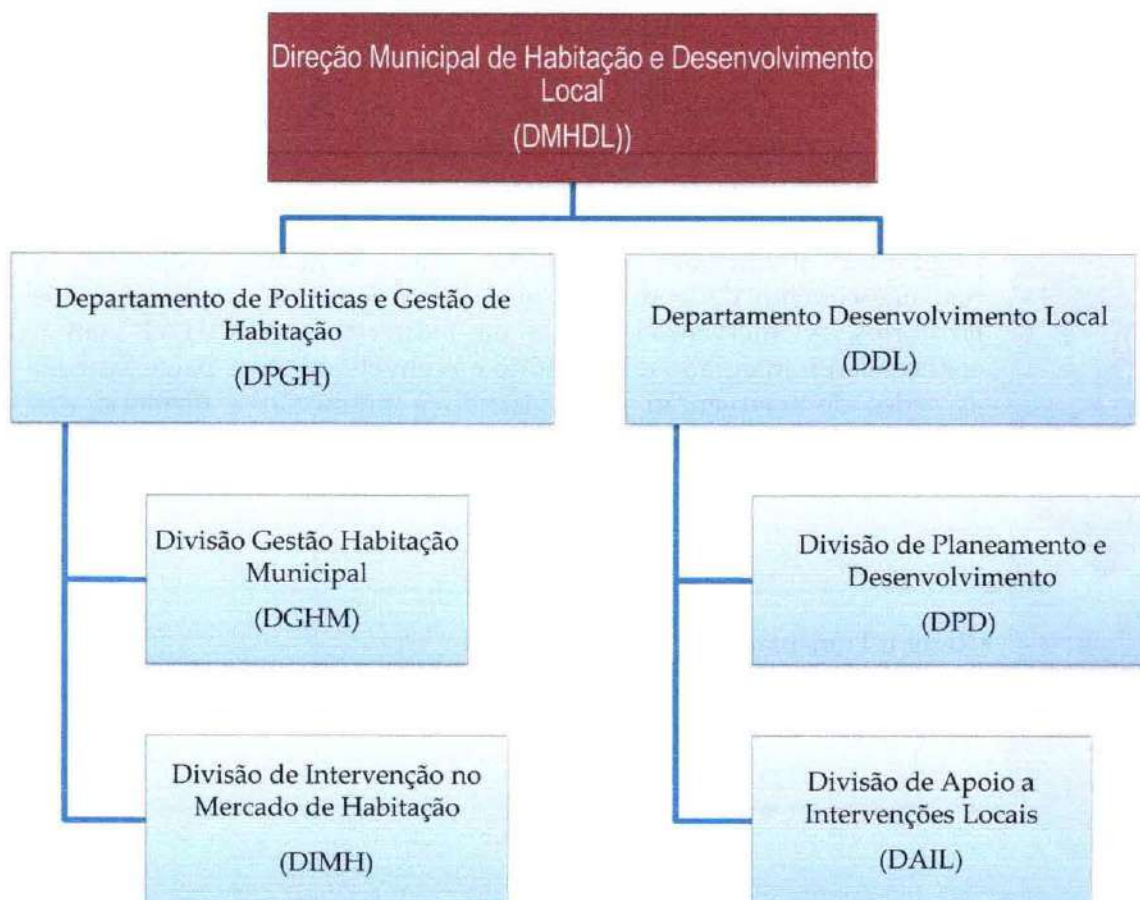 Direção Municipal de Habitação e Desenvolvimento
Local
(DMHDL))
Departamento de Politicas e Gestão de
Habitação
(DPGH)
Departamento Desenvolvimento Local
(DDL)
Divisão Gestão Habitação
Municipal
(DGHM)
Divisão de Planeamento e
Desenvolvimento
(DPD)
Divisão de Intervenção no
Mercado de Habitação
(DIMH)
Divisão de Apoio a
Intervenções Locais
(DAIL)